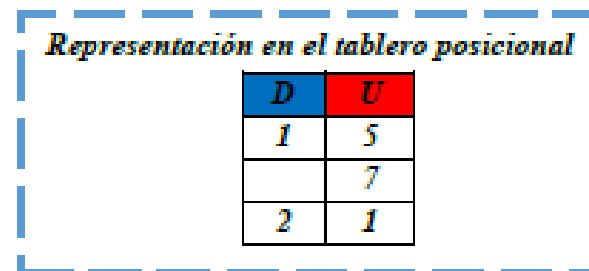 Representación en el tablero posicional
D U
1 5
7
2 1